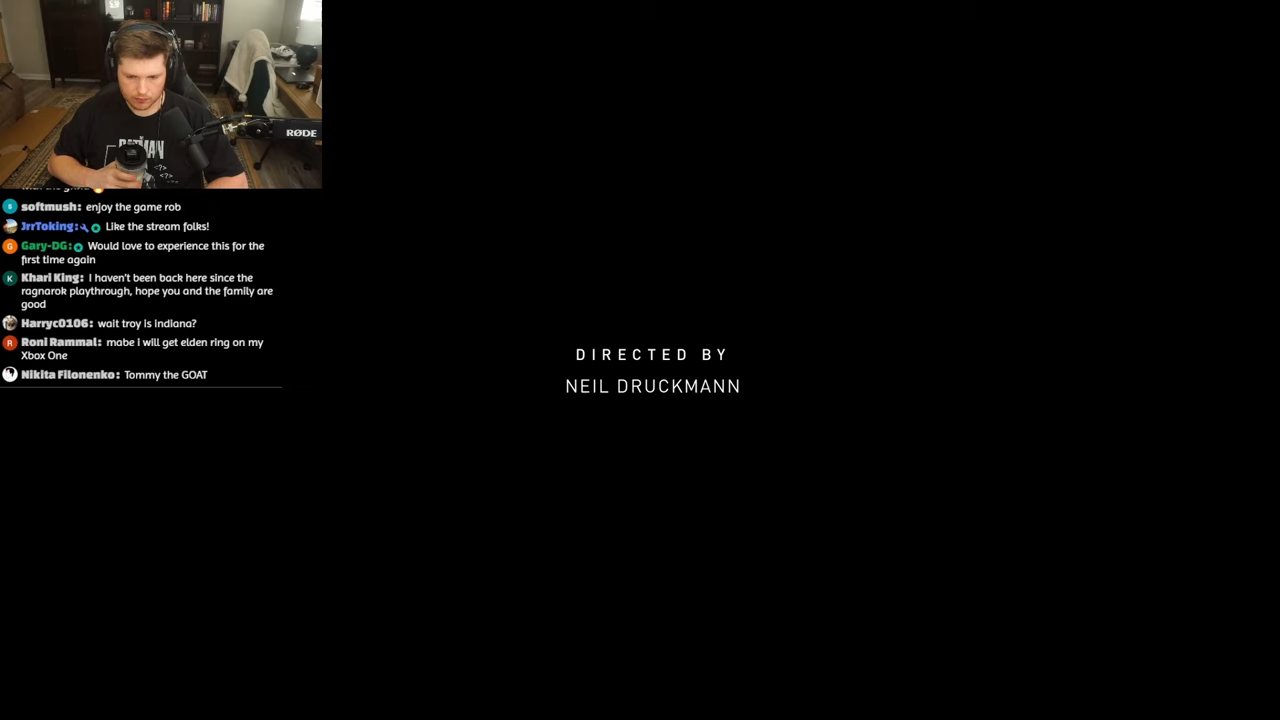 RØDE
BATMAN
<?>
<?>
softmush: enjoy the game rob
JrrToking: Like the stream folks!
Gary-DG: Would love to experience this for the
first time again
Khari King: I haven't been back here since the
ragnarok playthrough, hope you and the family are
good
Harryc0106: wait troy is indiana?
Roni Rammal: mabe i will get elden ring on my
Xbox One
Nikita Filonenko: Tommy the GOAT
DIRECTED BY
NEIL DRUCKMANN